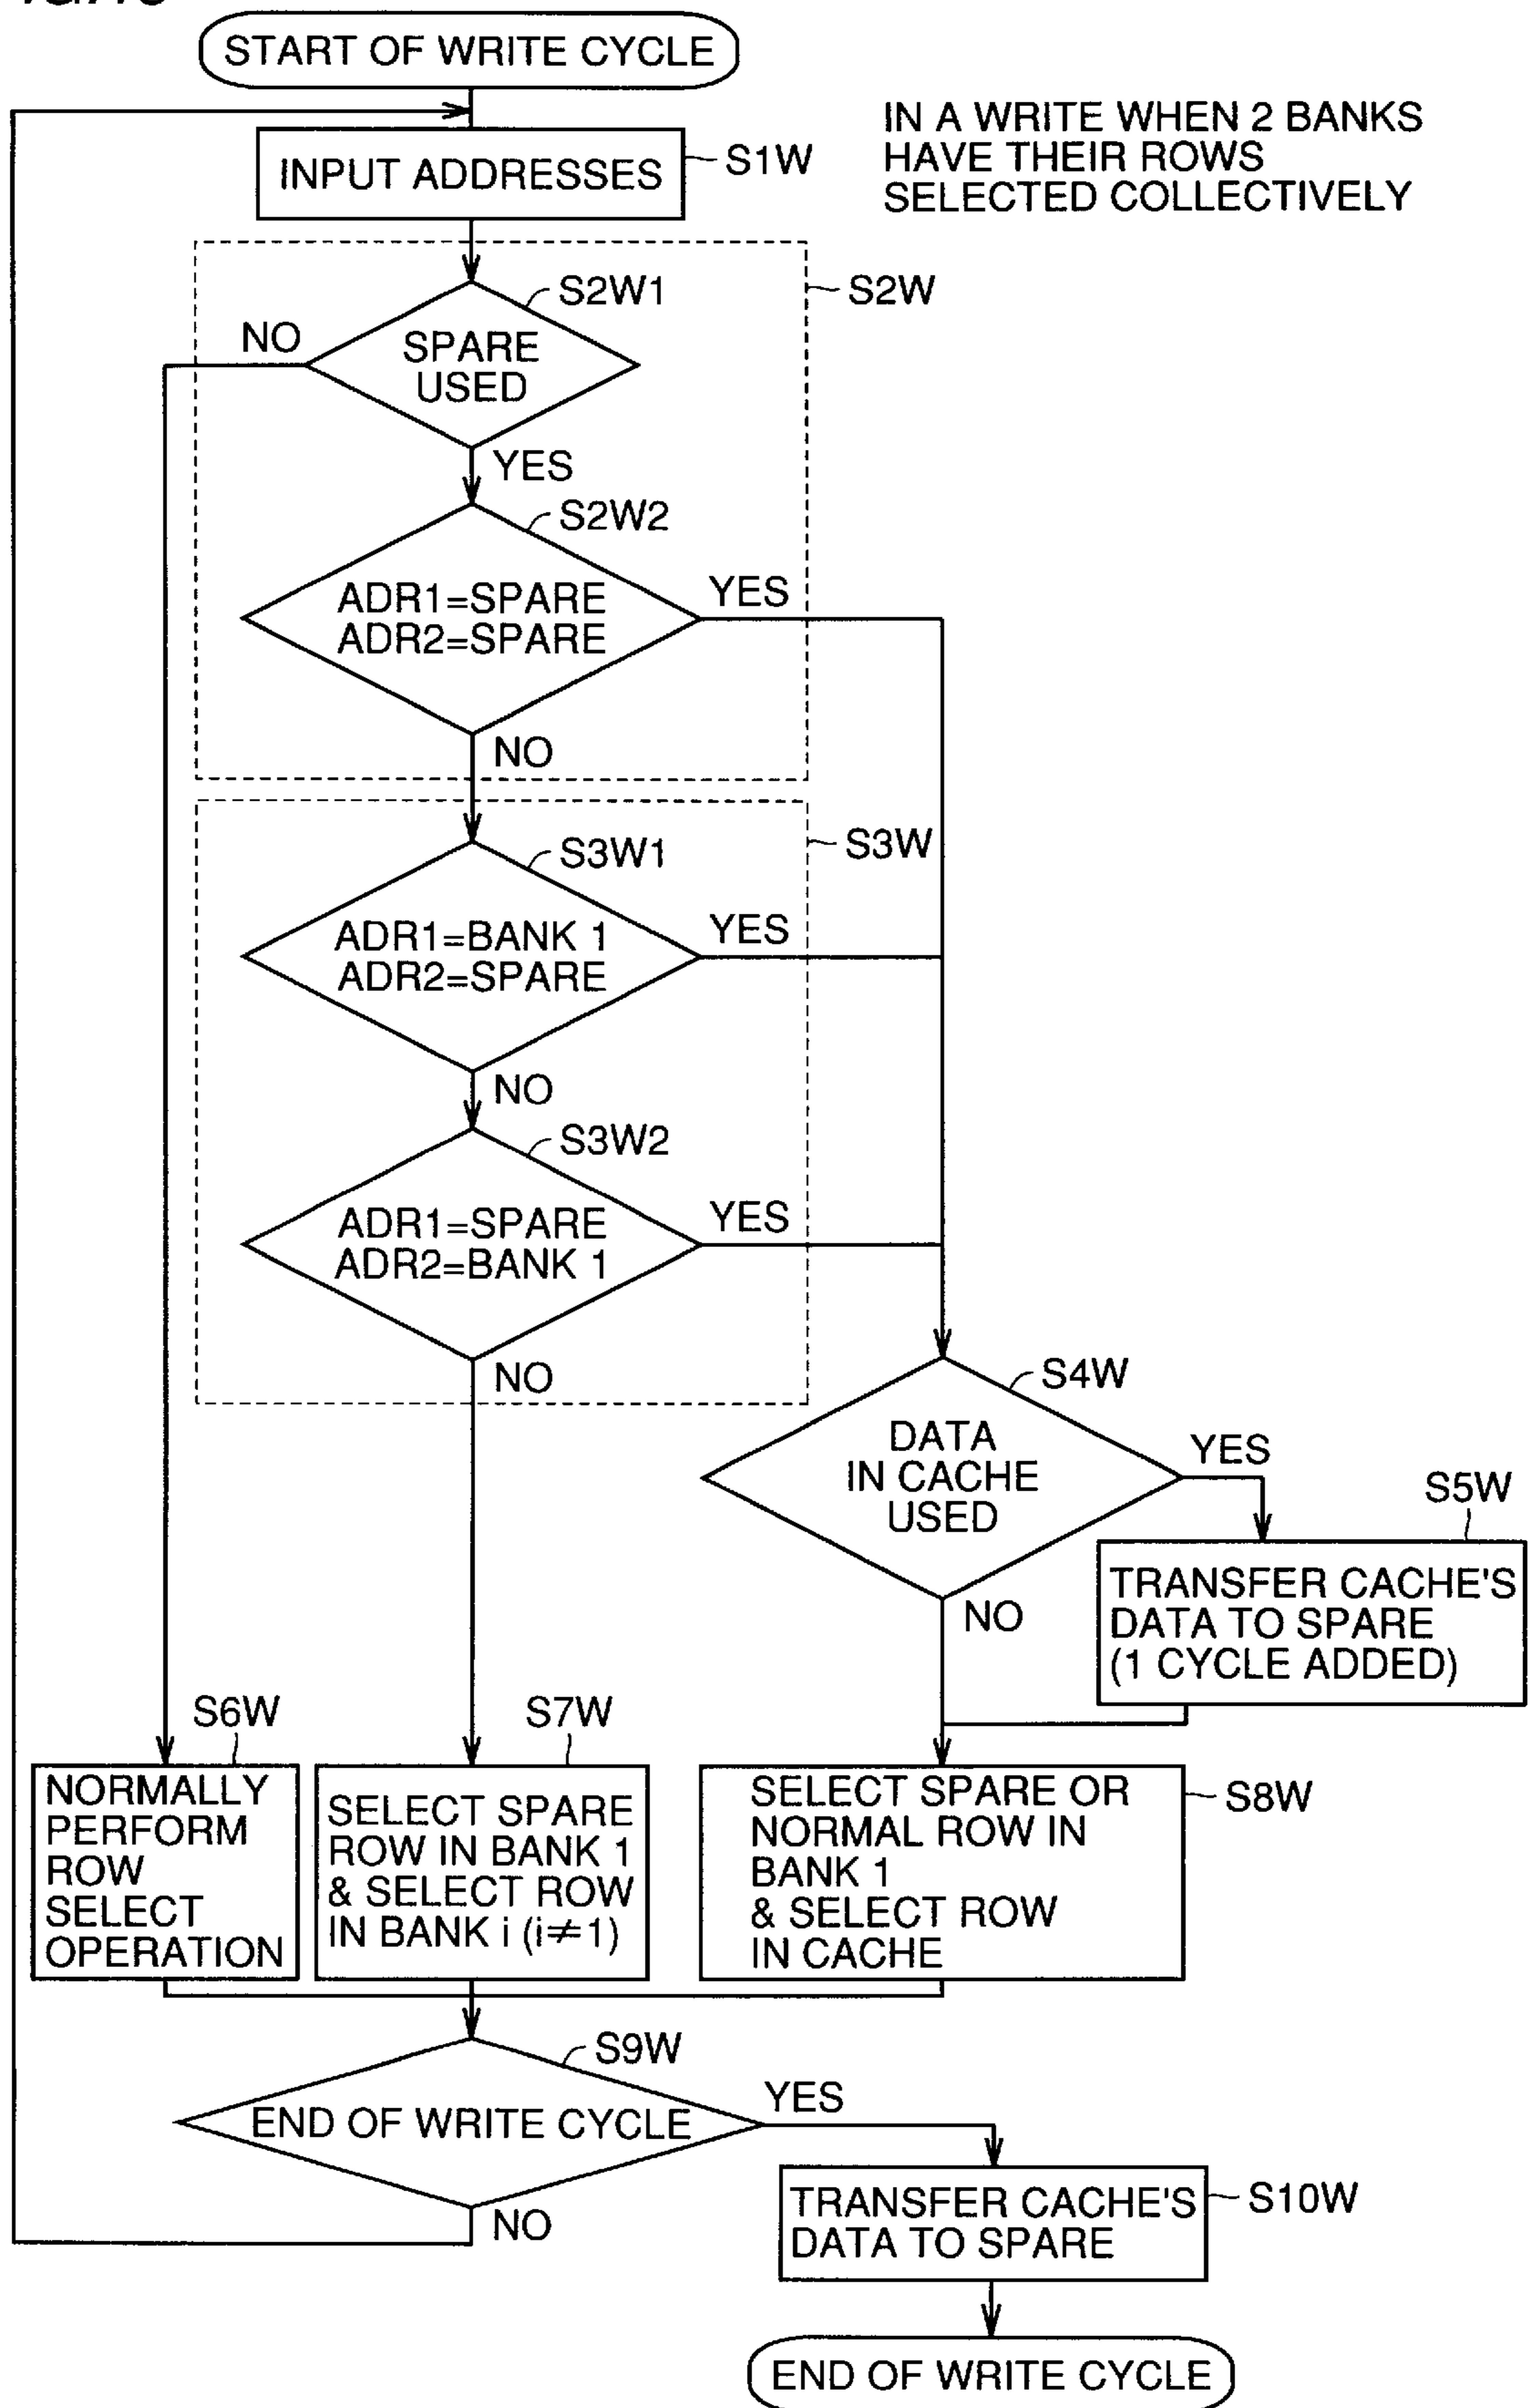 START OF WRITE CYCLE
IN A WRITE WHEN 2 BANKS
HAVE THEIR ROWS
SELECTED COLLECTIVELY
INPUT ADDRESSES
S1W
S2W1
S2W
NO
SPARE
USED
YES
S2W2
ADR1=SPARE
ADR2=SPARE
YES
NO
S3W1
S3W
ADR1=BANK 1
ADR2=SPARE
YES
NO
S3W2
ADR1=SPARE
ADR2=BANK 1
YES
NO
S4W
DATA
IN CACHE
USED
YES
S5W
TRANSFER CACHE'S
DATA TO SPARE
(1 CYCLE ADDED)
NO
S6W
NORMALLY
PERFORM
ROW
SELECT
OPERATION
S7W
SELECT SPARE
ROW IN BANK 1
& SELECT ROW
IN BANK i (i≠1)
SELECT SPARE OR
NORMAL ROW IN
BANK 1
& SELECT ROW
IN CACHE
S8W
S9W
END OF WRITE CYCLE
YES
NO
TRANSFER CACHE'S
DATA TO SPARE
S10W
END OF WRITE CYCLE